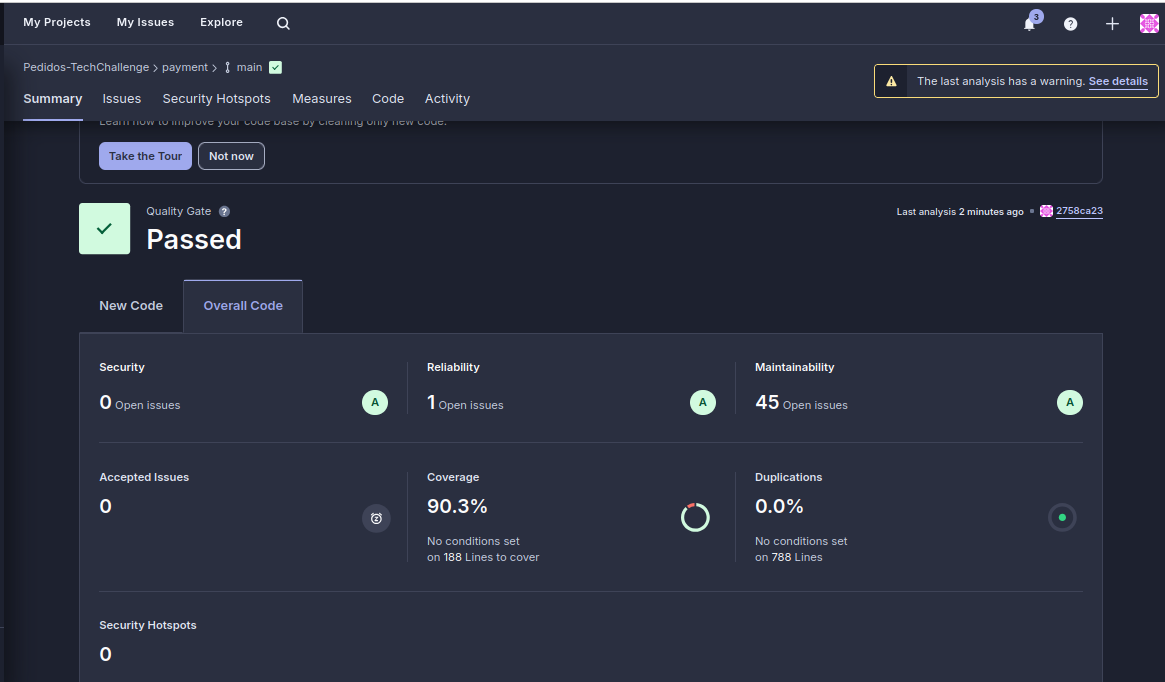 My Projects My Issues Explore 3
Pedidos-TechChallenge payment main
The last analysis has a warning. See details
Summary Issues Security Hotspots Measures Code Activity
Learn how to improve your code base by cleaning only new code.
Take the Tour Not now
Quality Gate ?
Last analysis 2 minutes ago 2758ca23
Passed
New Code Overall Code
Security Reliability Maintainability
0 Open issues A 1 Open issues A 45 Open issues A
Accepted Issues Coverage Duplications
0 90.3% 0.0%
No conditions set No conditions set
on 188 Lines to cover on 788 Lines
Security Hotspots
0